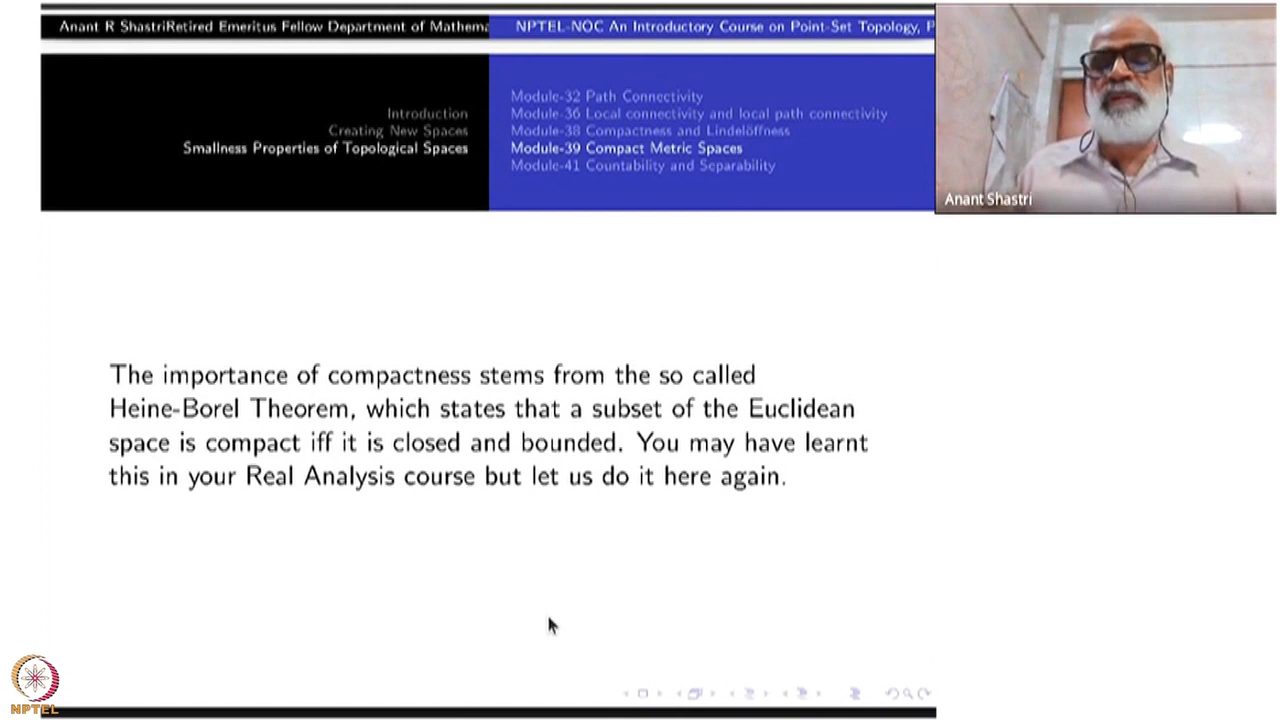 Anant R ShastriRetired Emeritus Fellow Department of Mathema
NPTEL-NOC An Introductory Course on Point-Set Topology, P
Introduction
Creating New Spaces
Smallness Properties of Topological Spaces
Module-32 Path Connectivity
Module-36 Local connectivity and local path connectivity
Module-38 Compactness and Lindelöffness
Module-39 Compact Metric Spaces
Module-41 Countability and Separability
Anant Shastri
The importance of compactness stems from the so called
Heine-Borel Theorem, which states that a subset of the Euclidean
space is compact iff it is closed and bounded. You may have learnt
this in your Real Analysis course but let us do it here again.
NPTEL